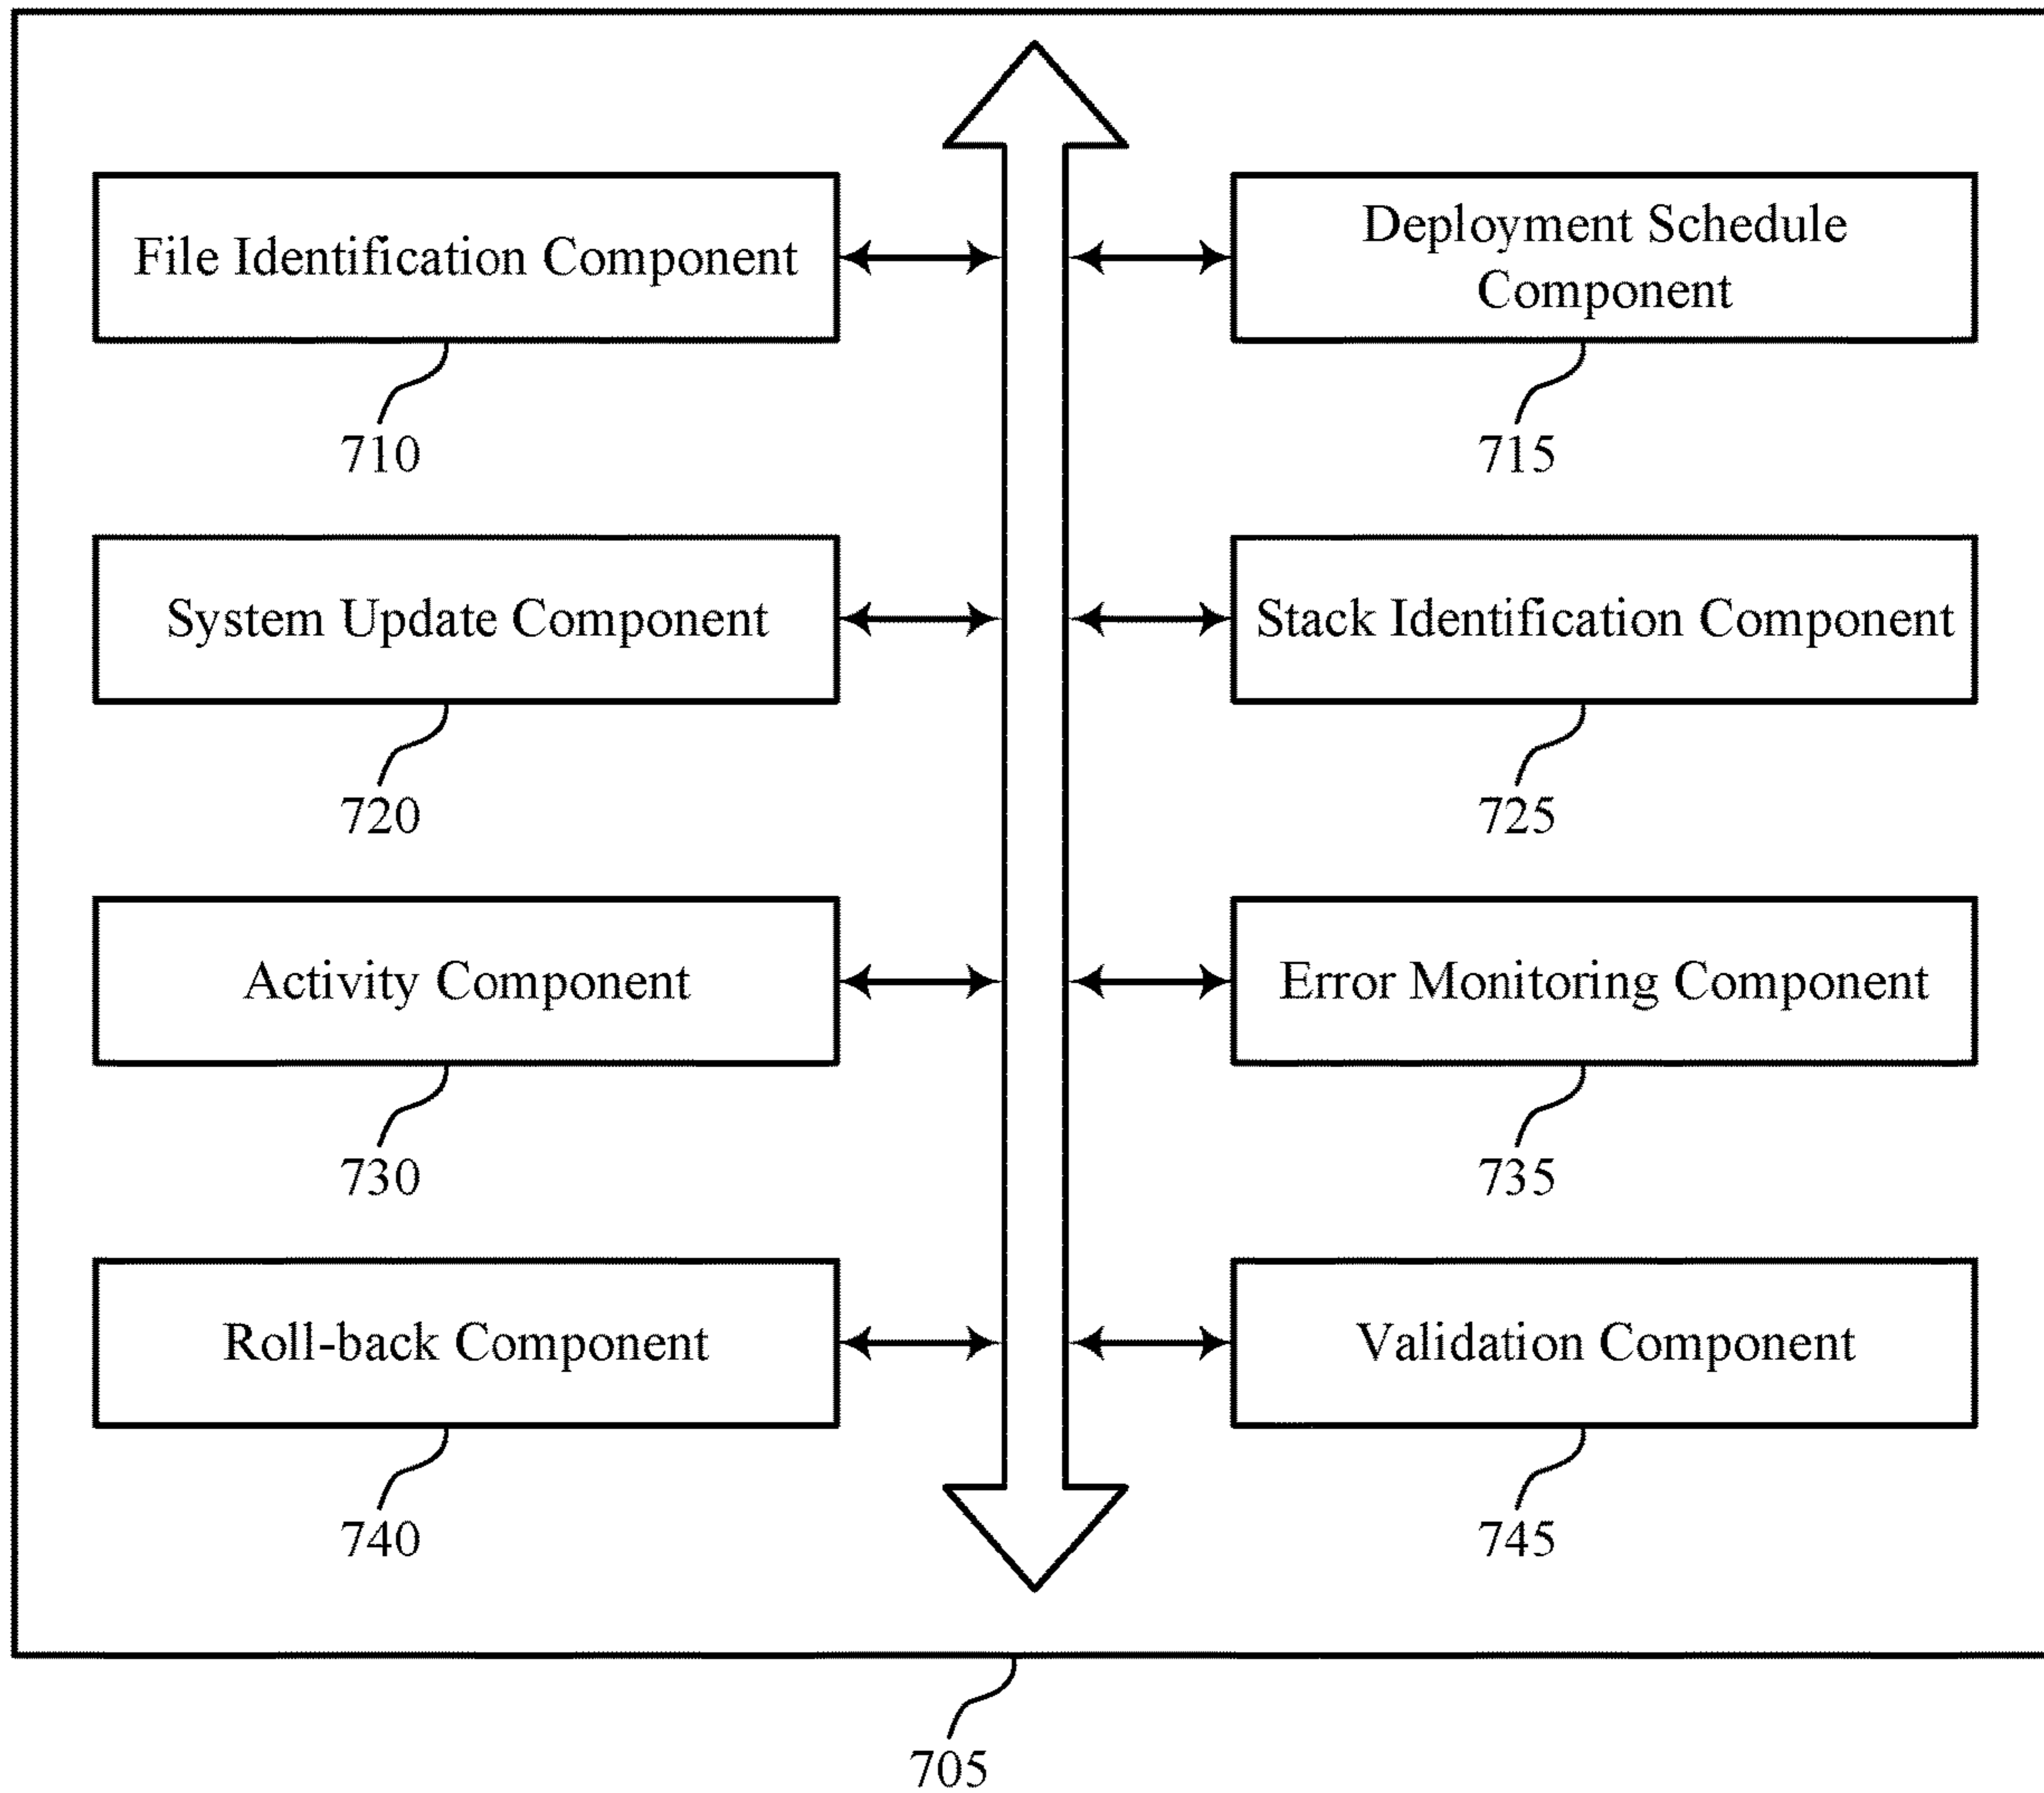 File Identification Component
710
Deployment Schedule
Component
715
System Update Component
720
Stack Identification Component
725
Activity Component
730
Error Monitoring Component
735
Roll-back Component
740
Validation Component
745
705